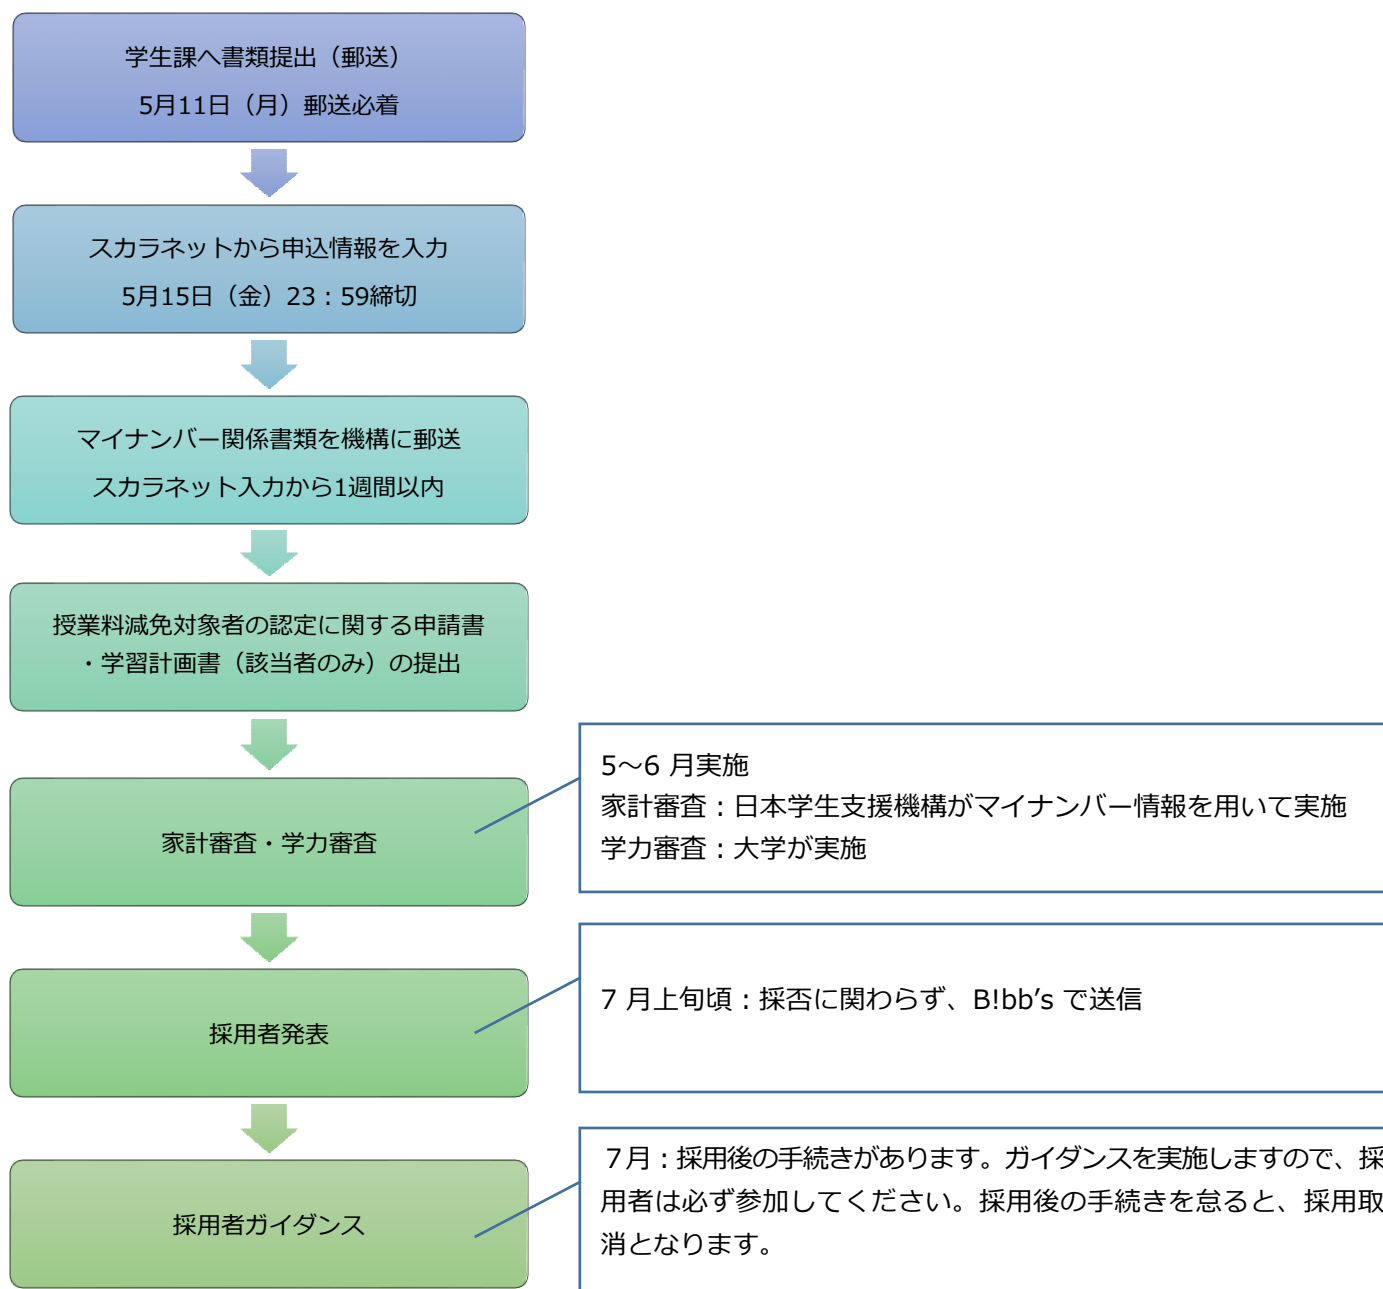 学生課へ書類提出（郵送）
5月11日（月）郵送必着
スカラネットから申込情報を入力
5月15日（金）23：59締切
マイナンバー関係書類を機構に郵送
スカラネット入力から1週間以内
授業料減免対象者の認定に関する申請書
・学習計画書（該当者のみ）の提出
家計審査・学力審査
5～6 月実施
家計審査：日本学生支援機構がマイナンバー情報を用いて実施
学力審査：大学が実施
採用者発表
7 月上旬頃：採否に関わらず、B!bb’s で送信
採用者ガイダンス
７月：採用後の手続きがあります。ガイダンスを実施しますので、採
用者は必ず参加してください。採用後の手続きを怠ると、採用取
消となります。